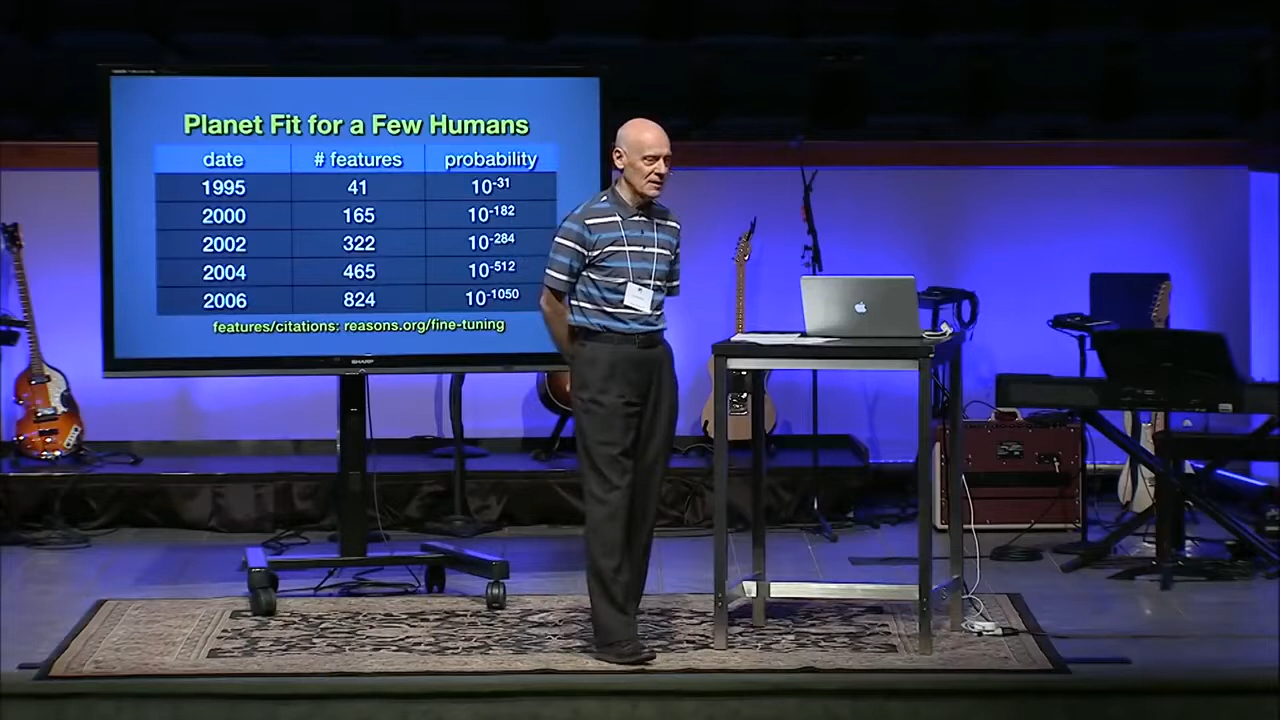 Planet Fit for a Few Humans
date # features probability
1995 41 10-31
2000 165 10-182
2002 322 10-284
2004 465 10-512
2006 824 10-1050
features/citations: reasons.org/fine-tuning
SHARP